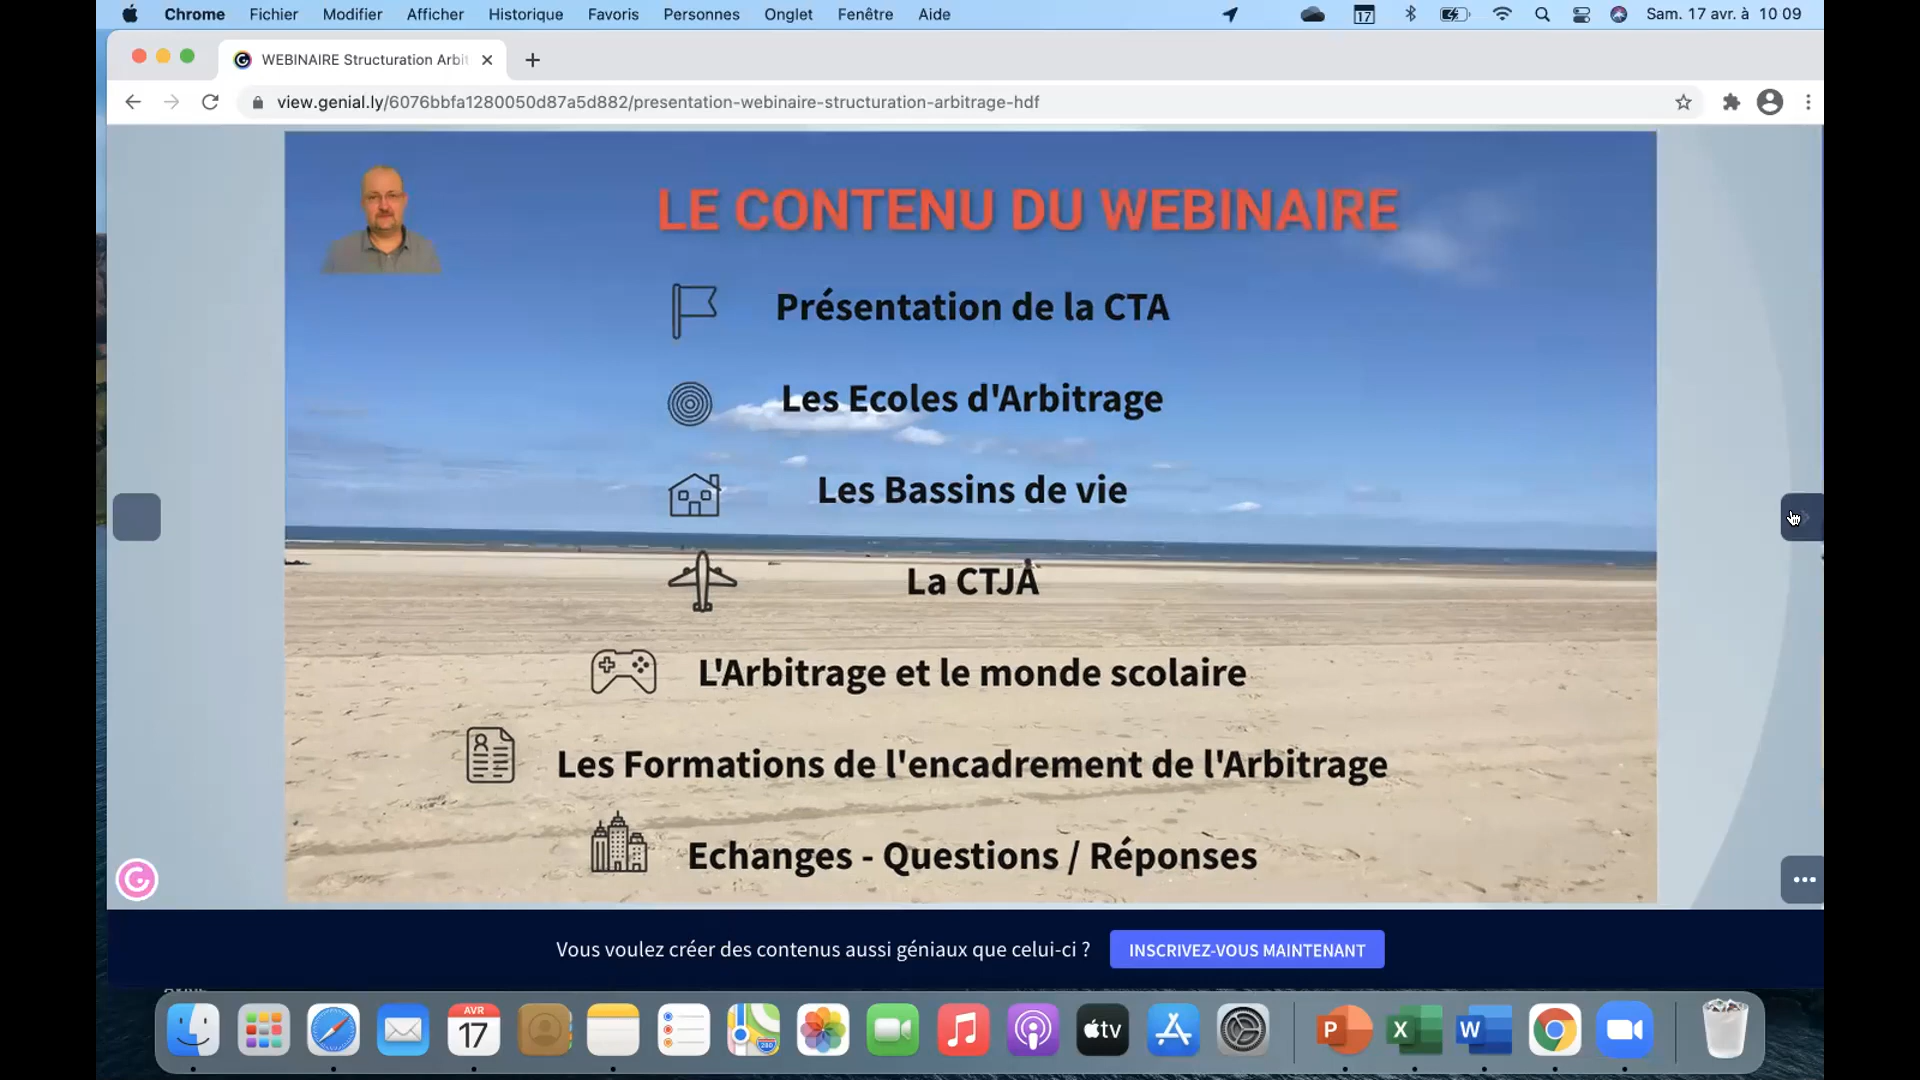 Chrome Fichier Modifier Afficher Historique Favoris Personnes Onglet Fenêtre Aide 17 Sam. 17 avr. à 10 09
WEBINAIRE Structuration Arbit
view.genial.ly/6076bbfa1280050d87a5d882/presentation-webinaire-structuration-arbitrage-hdf
LE CONTENU DU WEBINAIRE
Présentation de la CTA
Les Ecoles d'Arbitrage
Les Bassins de vie
La CTJA
L'Arbitrage et le monde scolaire
Les Formations de l'encadrement de l'Arbitrage
Echanges - Questions / Réponses
Vous voulez créer des contenus aussi géniaux que celui-ci ? INSCRIVEZ-VOUS MAINTENANT
AVR
17
280
tv
P
X
W